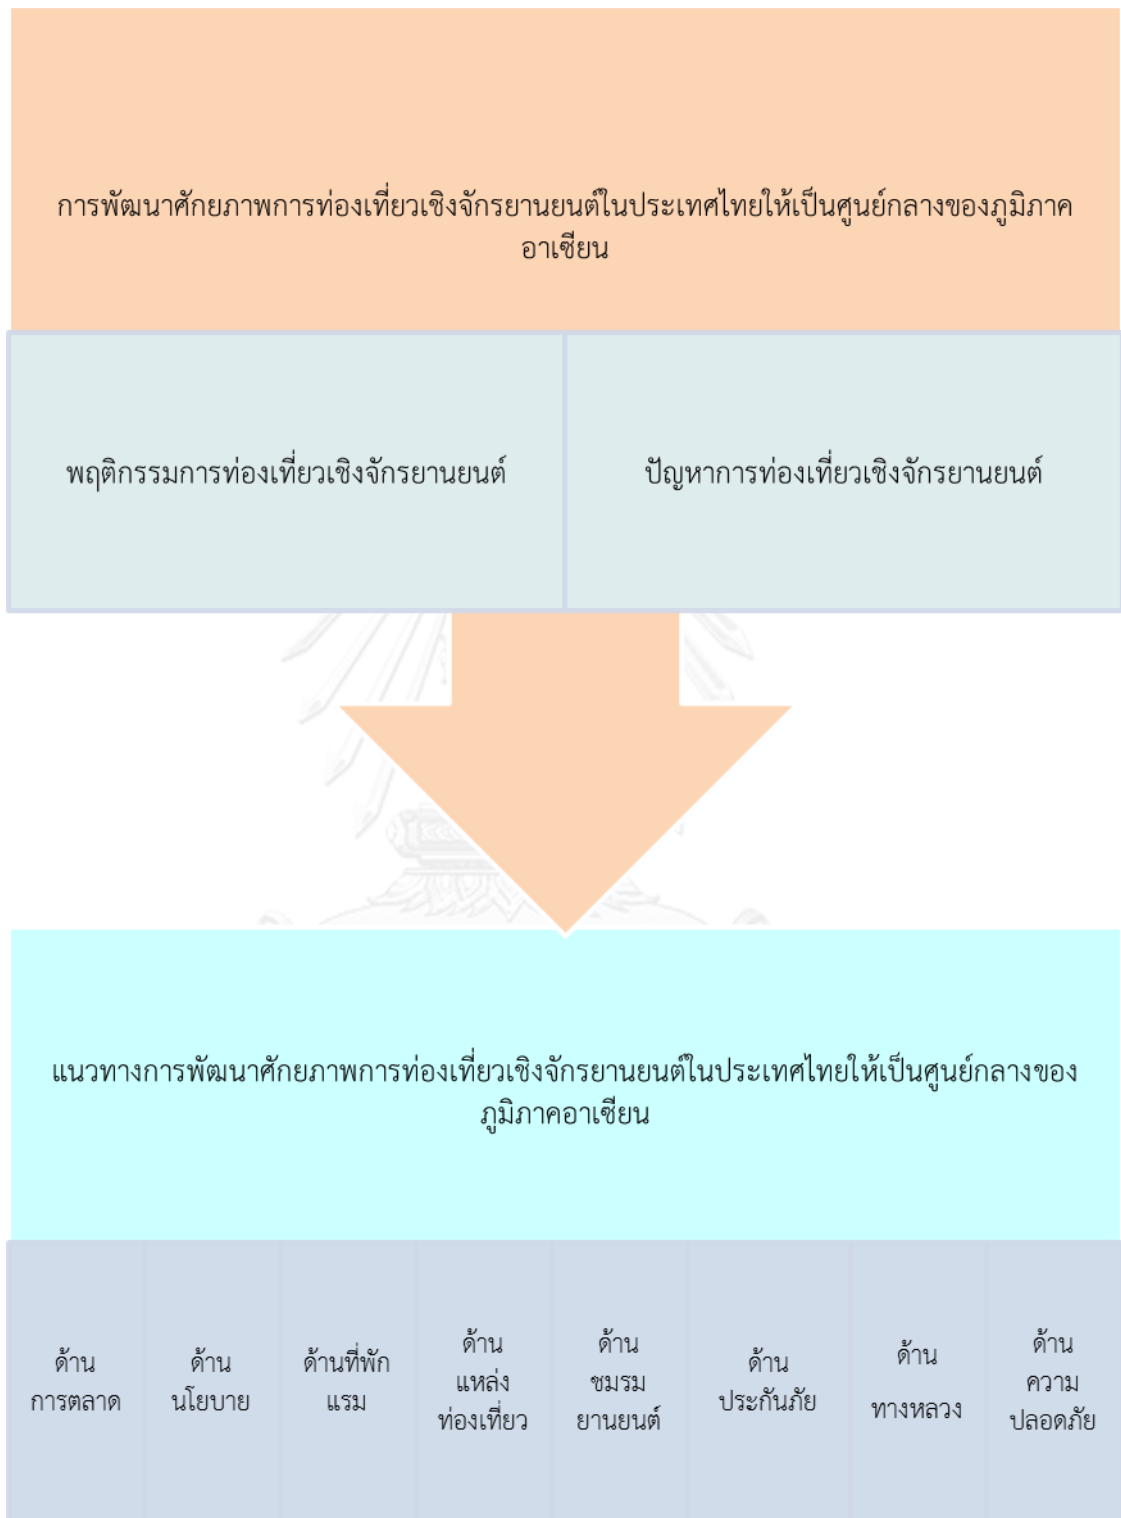 การพัฒนาศักยภาพการท่องเที่ยวเชิงจักรยานยนต์ในประเทศไทยให้เป็นศูนย์กลางของภูมิภาค
อาเซียน
พฤติกรรมการท่องเที่ยวเชิงจักรยานยนต์
ปัญหาการท่องเที่ยวเชิงจักรยานยนต์
แนวทางการพัฒนาศักยภาพการท่องเที่ยวเชิงจักรยานยนต์ในประเทศไทยให้เป็นศูนย์กลางของ
ภูมิภาคอาเซียน
ด้าน
การตลาด
ด้าน
นโยบาย
ด้านที่พัก
แรม
ด้าน
แหล่ง
ท่องเที่ยว
ด้าน
ชมรม
ยานยนต์
ด้าน
ประกันภัย
ด้าน
ทางหลวง
ด้าน
ความ
ปลอดภัย